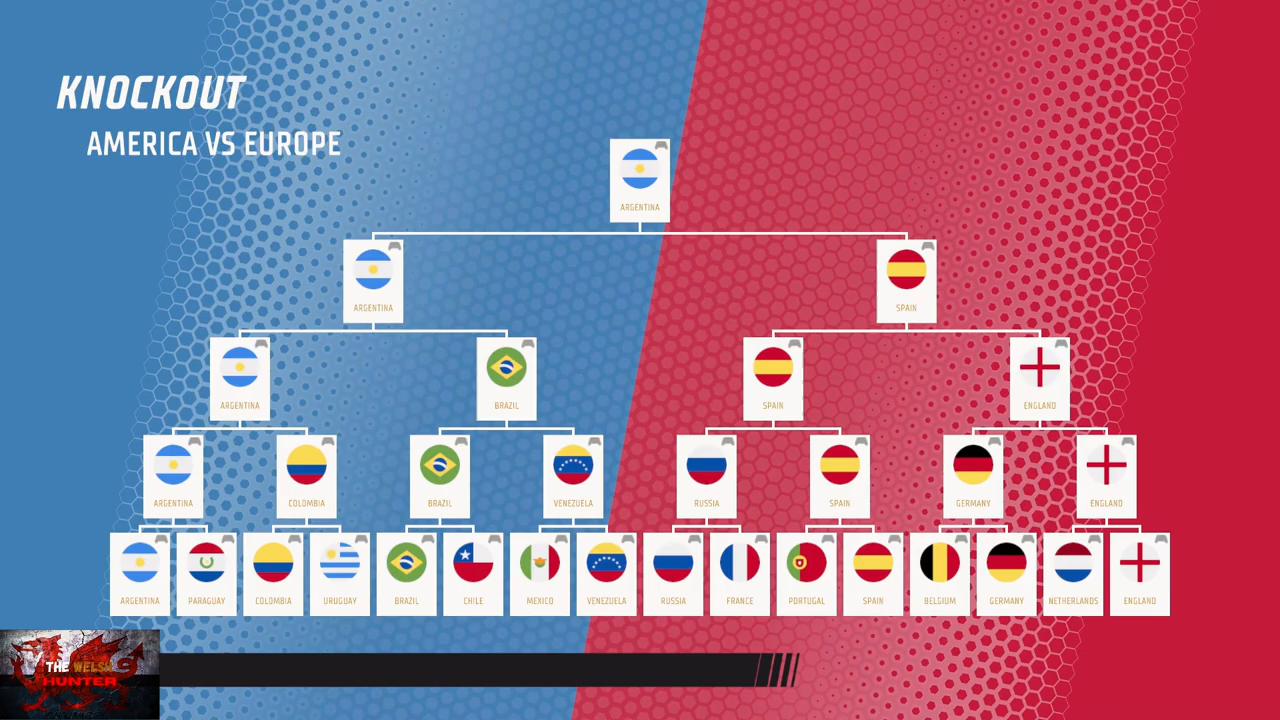 KNOCKOUT
AMERICA VS EUROPE
ARGENTINA
ARGENTINA
SPAIN
ARGENTINA
BRAZIL
SPAIN
ENGLAND
ARGENTINA
COLOMBIA
BRAZIL
VENEZUELA
RUSSIA
SPAIN
GERMANY
ENGLAND
ARGENTINA
PARAGUAY
COLOMBIA
URUGUAY
BRAZIL
CHILE
MEXICO
VENEZUELA
RUSSIA
FRANCE
PORTUGAL
SPAIN
BELGIUM
GERMANY
NETHERLANDS
ENGLAND
THE WELSH
HUNTER